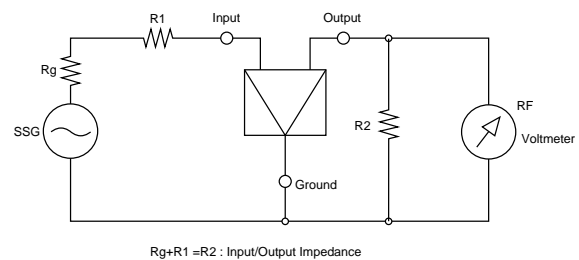 R1
Input
Output
Rg
SSG
R2
RF
Voltmeter
Ground
Rg+R1 =R2 : Input/Output Impedance